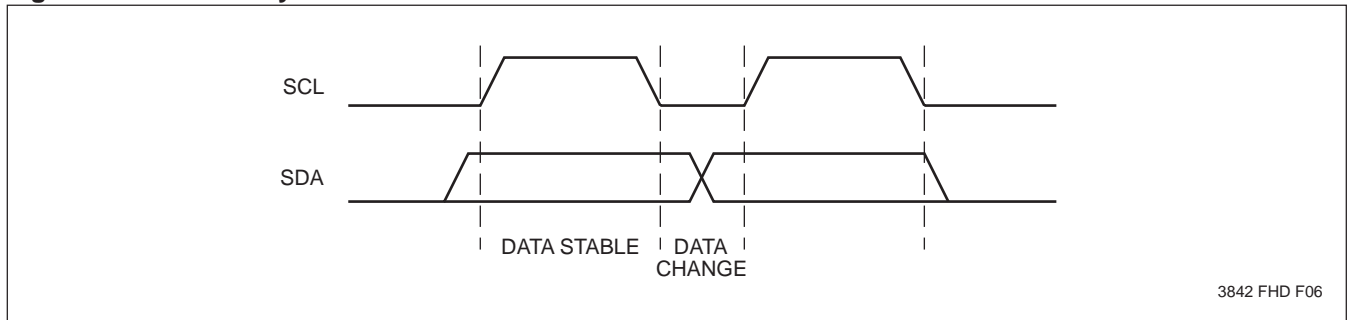 SCL
SDA
DATA STABLE
DATA
CHANGE
3842 FHD F06